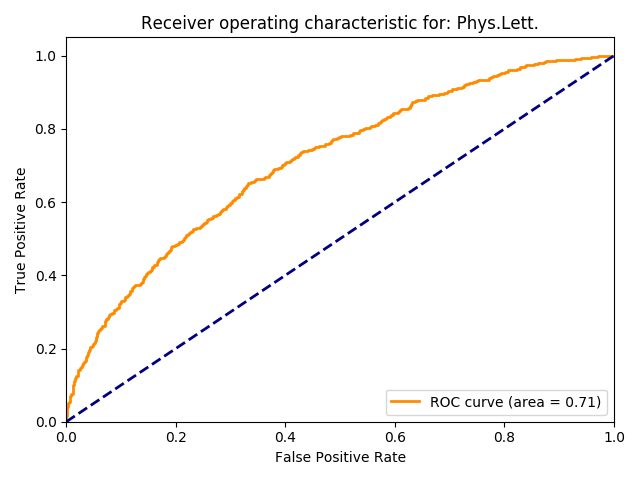 Receiver operating characteristic for: Phys.Lett.
True Positive Rate
1.0
0.8
0.6
0.4
0.2
0.0
0.0 0.2 0.4 0.6 0.8 1.0
False Positive Rate
ROC curve (area = 0.71)